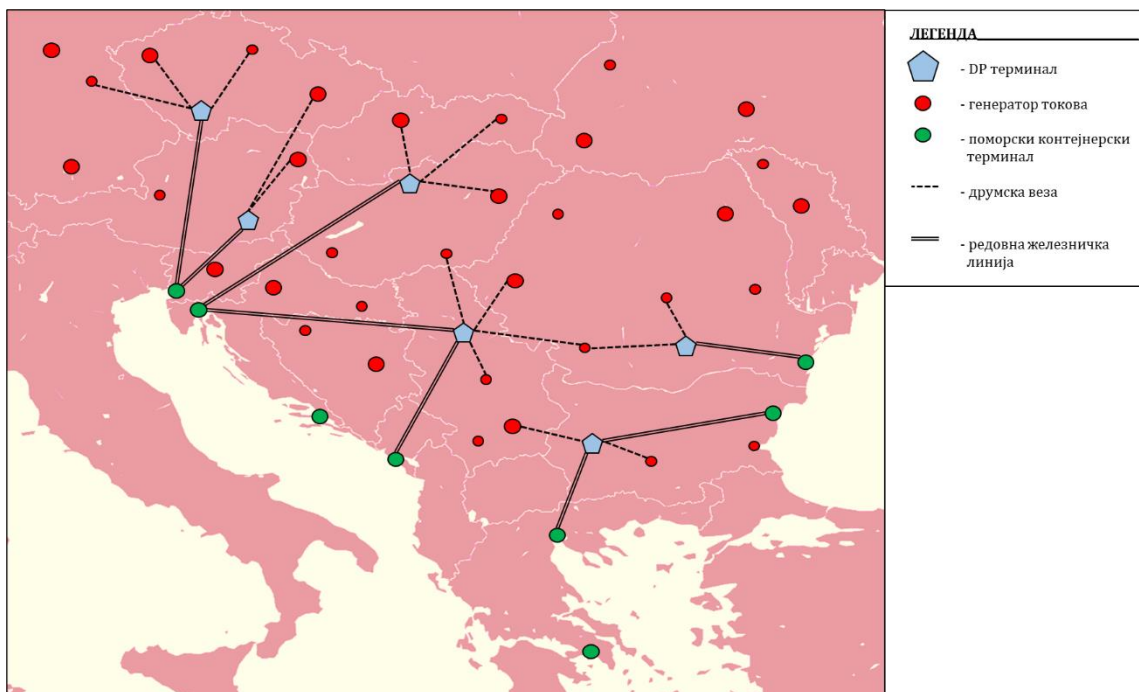 ЛЕГЕНДА
- DP терминал
- генератор токова
- поморски контејнерски
терминал
- друмска веза
- редовна железничка
линија